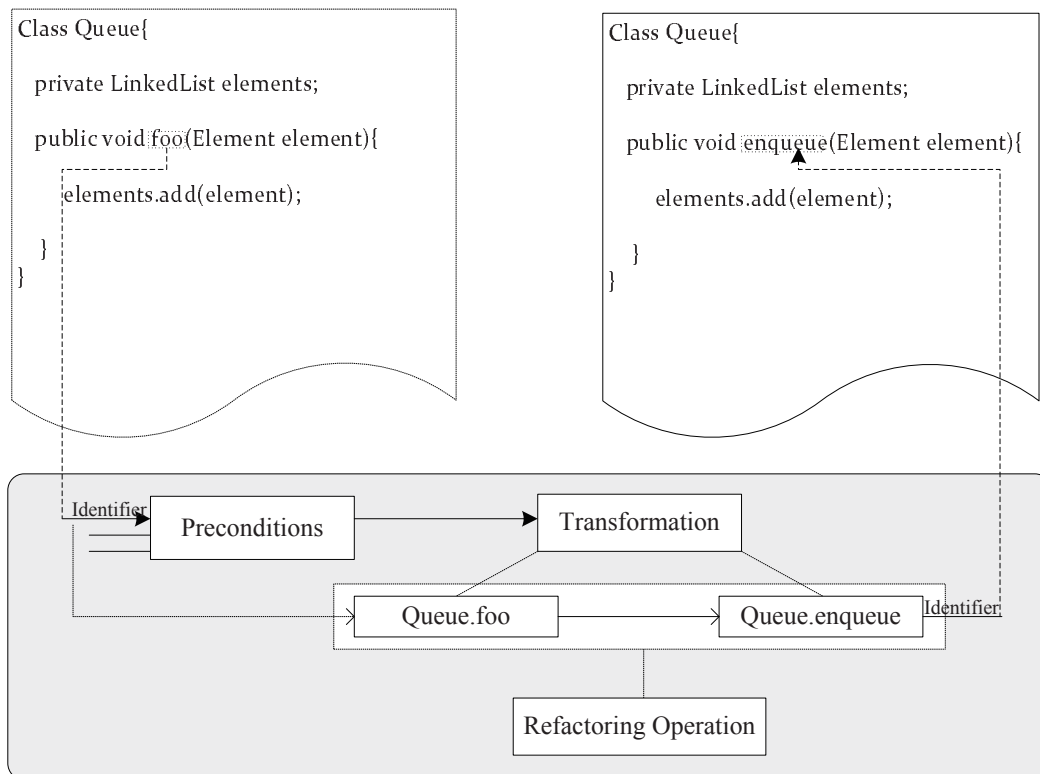 Class Queue{
private LinkedList elements;
public void foo(Element element){
elements.add(element);
}
}
Class Queue{
private LinkedList elements;
public void enqueue(Element element){
elements.add(element);
}
}
Identifier
Preconditions
Transformation
Queue.foo
Queue.enqueue
Identifier
Refactoring Operation